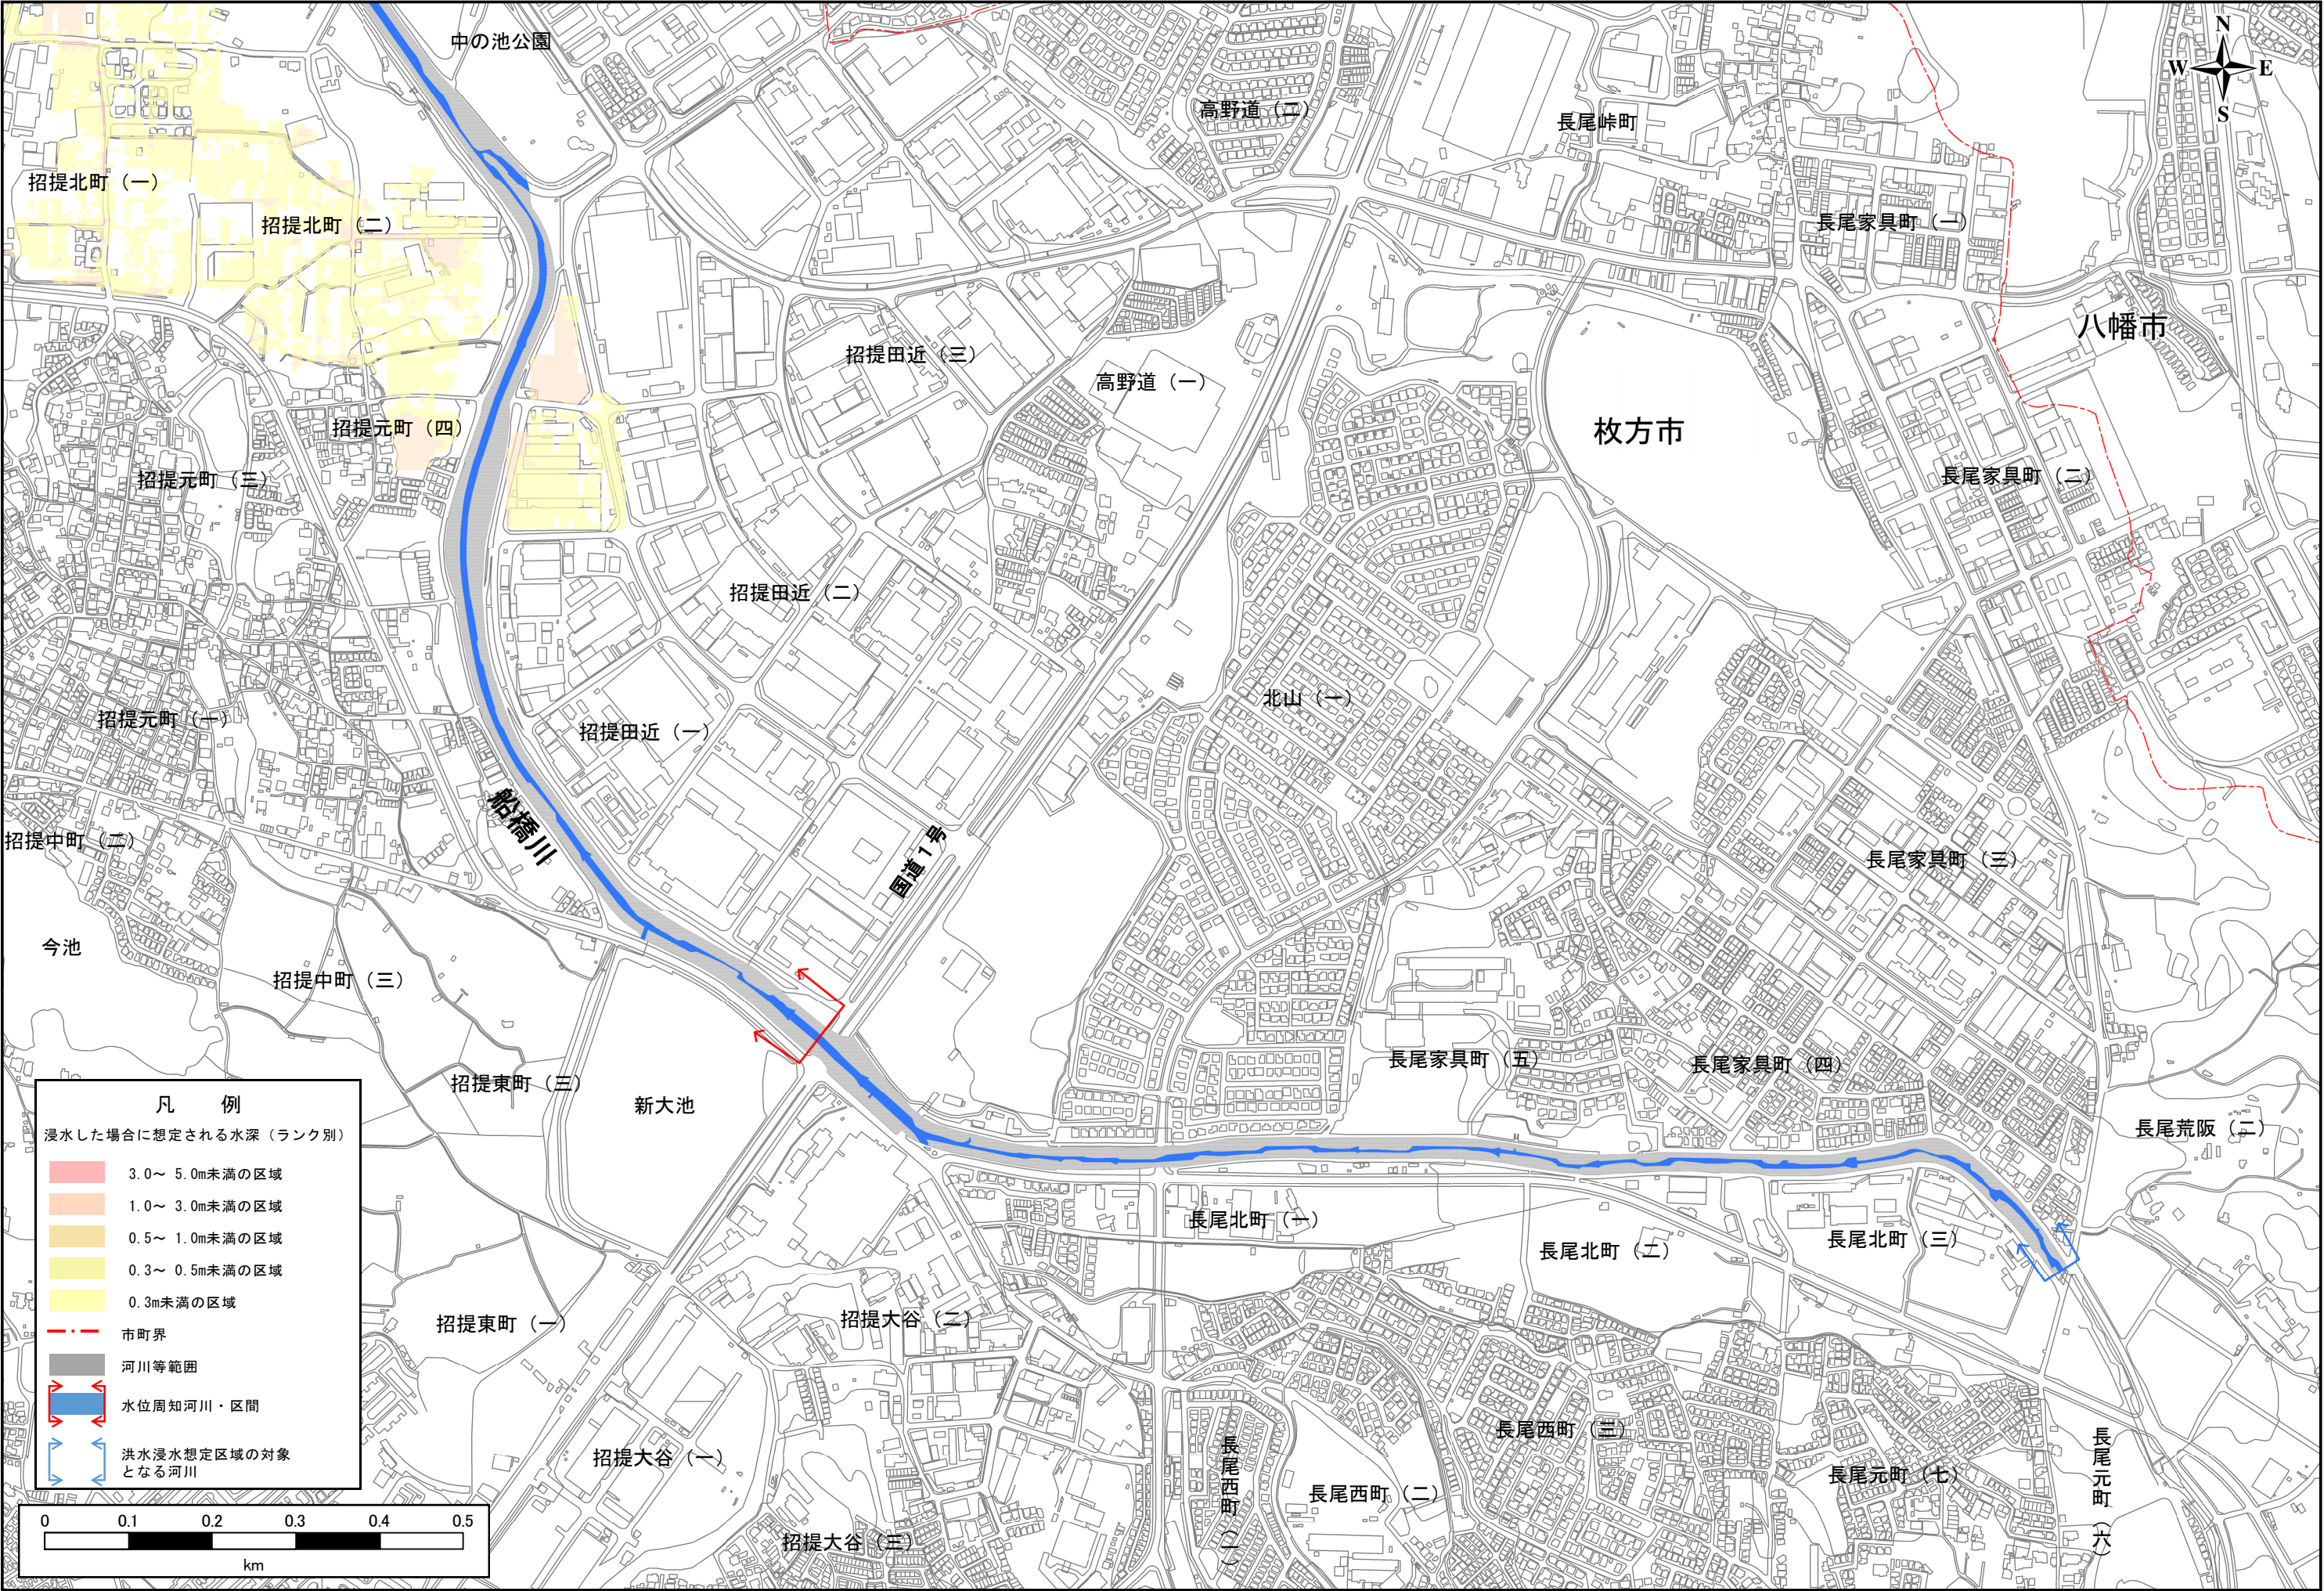 中の池公園
N
W E
S
高野道（二）
長尾峠町
招提北町（一）
招提北町（二）
長尾家具町（一）
八幡市
招提田近（三）
高野道（一）
枚方市
招提元町（四）
招提元町（三）
長尾家具町（二）
招提田近（二）
北山（一）
招提元町（一）
招提田近（一）
船橋川
国道１号
招提中町（二）
長尾家具町（三）
今池
招提中町（三）
長尾家具町（五）
長尾家具町（四）
招提東町（三）
新大池
長尾荒阪（二）
長尾北町（一）
長尾北町（二）
長尾北町（三）
招提東町（一）
招提大谷（二）
招提大谷（一）
長尾西町（三）
長尾西町（一）
長尾西町（二）
長尾元町（七）
長尾元町（六）
招提大谷（三）
凡　例
浸水した場合に想定される水深（ランク別）
3.0～ 5.0m未満の区域
1.0～ 3.0m未満の区域
0.5～ 1.0m未満の区域
0.3～ 0.5m未満の区域
0.3m未満の区域
市町界
河川等範囲
水位周知河川・区間
洪水浸水想定区域の対象
となる河川
0 0.1 0.2 0.3 0.4 0.5
km